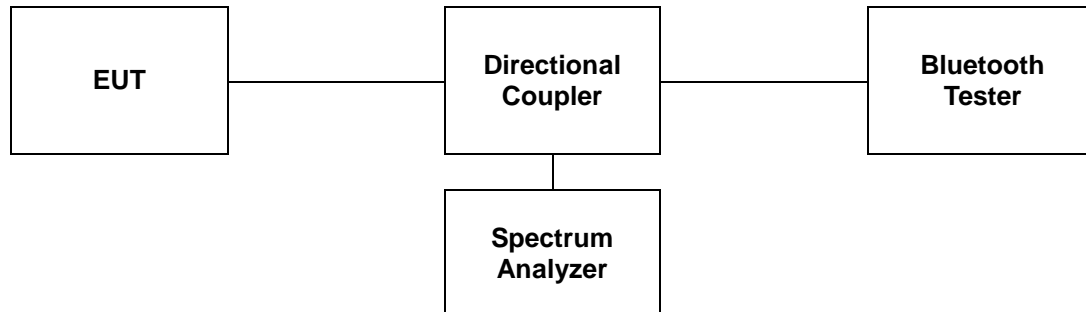 EUT
Directional
Coupler
Bluetooth
Tester
Spectrum
Analyzer